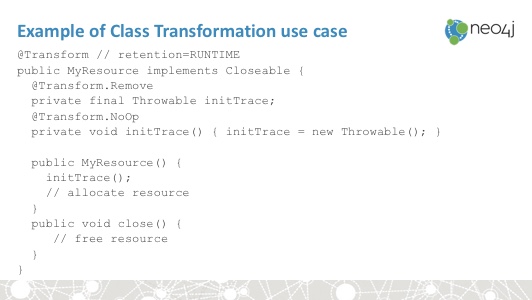 Example of Class Transformation use case
neo4j
@Transform // retention=RUNTIME
public MyResource implements Closeable {
@Transform.Remove
private final Throwable initTrace;
@Transform.NoOp
private void initTrace() { initTrace = new Throwable(); }
public MyResource() {
initTrace();
// allocate resource
}
public void close() {
// free resource
}
}